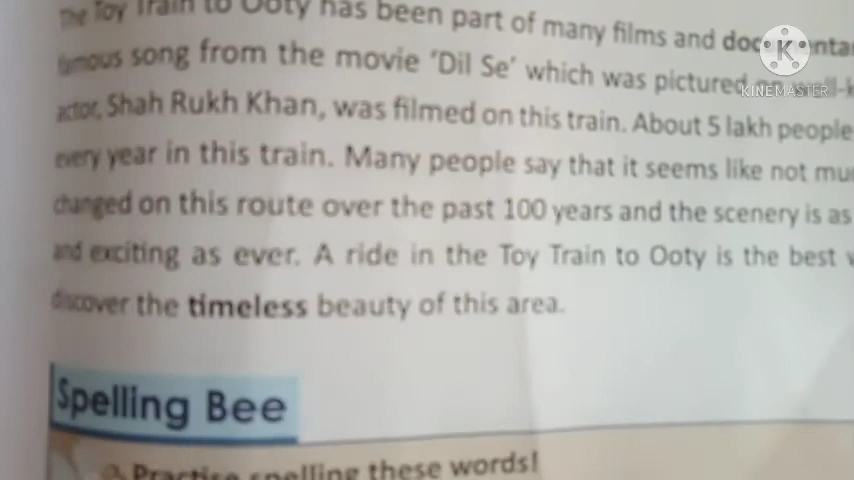 The Toy Train to Ooty has been part of many films and
KINEMASTER
famous song from the movie ‘Dil Se’ which was pictured on well-k
actor, Shah Rukh Khan, was filmed on this train. About 5 lakh people
every year in this train. Many people say that it seems like not mu
changed on this route over the past 100 years and the scenery is as
and exciting as ever. A ride in the Toy Train to Ooty is the best
discover the timeless beauty of this area.
Spelling Bee
Practise spelling these words!